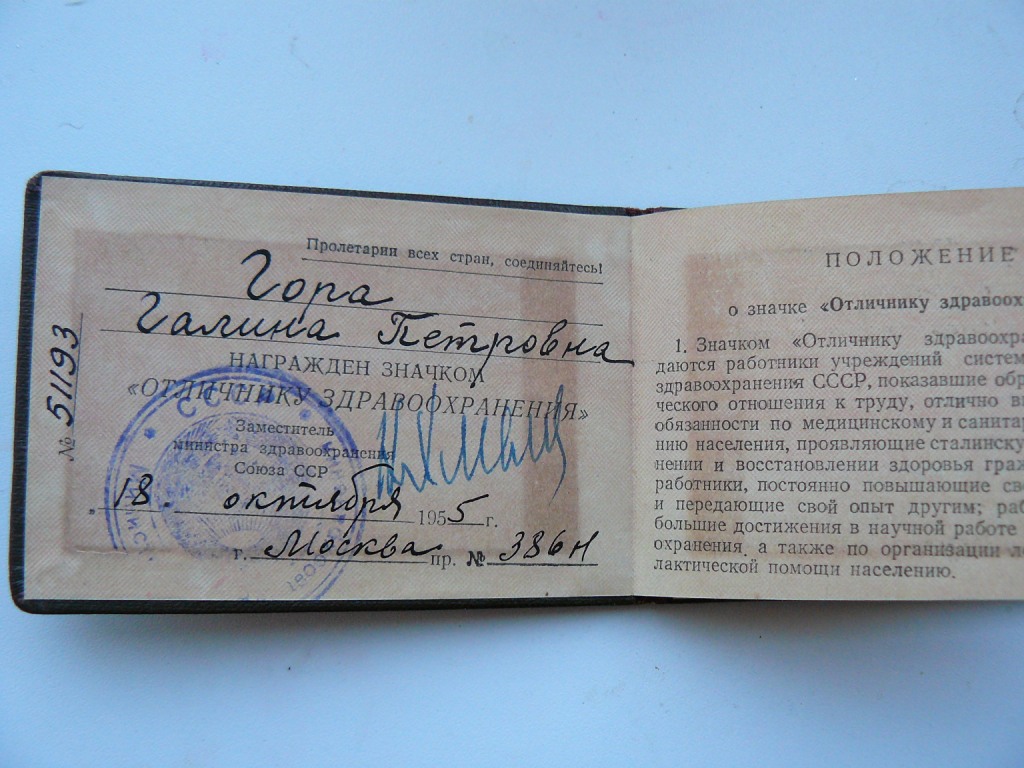 № 51193
Пролетарии всех стран, соединяйтесь!
Гора
Галина Петровна
НАГРАЖДЕН ЗНАЧКОМ
«ОТЛИЧНИКУ ЗДРАВООХРАНЕНИЯ»
Заместитель
министра здравоохранения
Союза ССР
18 октября 1955 г.
г. Москва пр. № 386н
ПОЛОЖЕНИЕ
о значке «Отличнику здравоох
1. Значком «Отличнику здравоохра
даются работники учреждений систем
здравоохранения СССР, показавшие обр
ческого отношения к труду, отлично вы
обязанности по медицинскому и санитар
нию населения, проявляющие сталинску
нении и восстановлении здоровья граж
работники, постоянно повышающие св
и передающие свой опыт другим; раб
большие достижения в научной работе
охранения, а также по организации ле
лактической помощи населению.